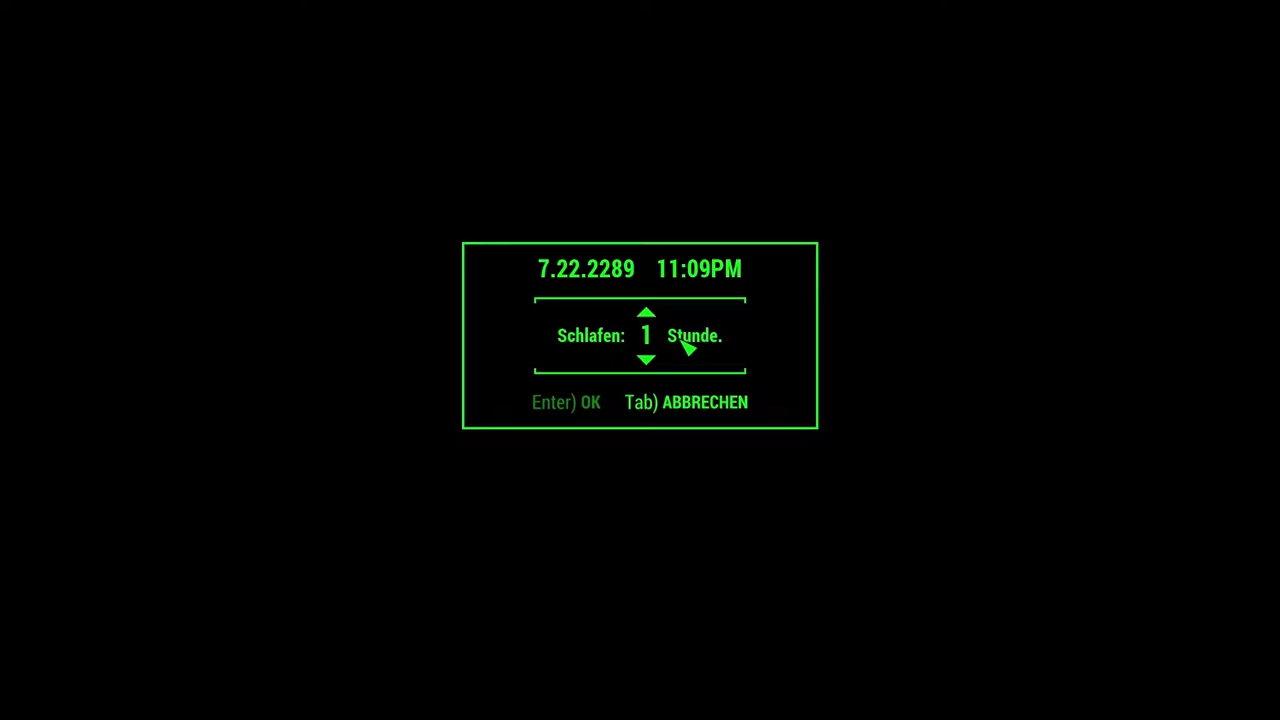 7.22.2289 11:09PM
Schlafen: 1 Stunde.
Enter) OK Tab) ABBRECHEN